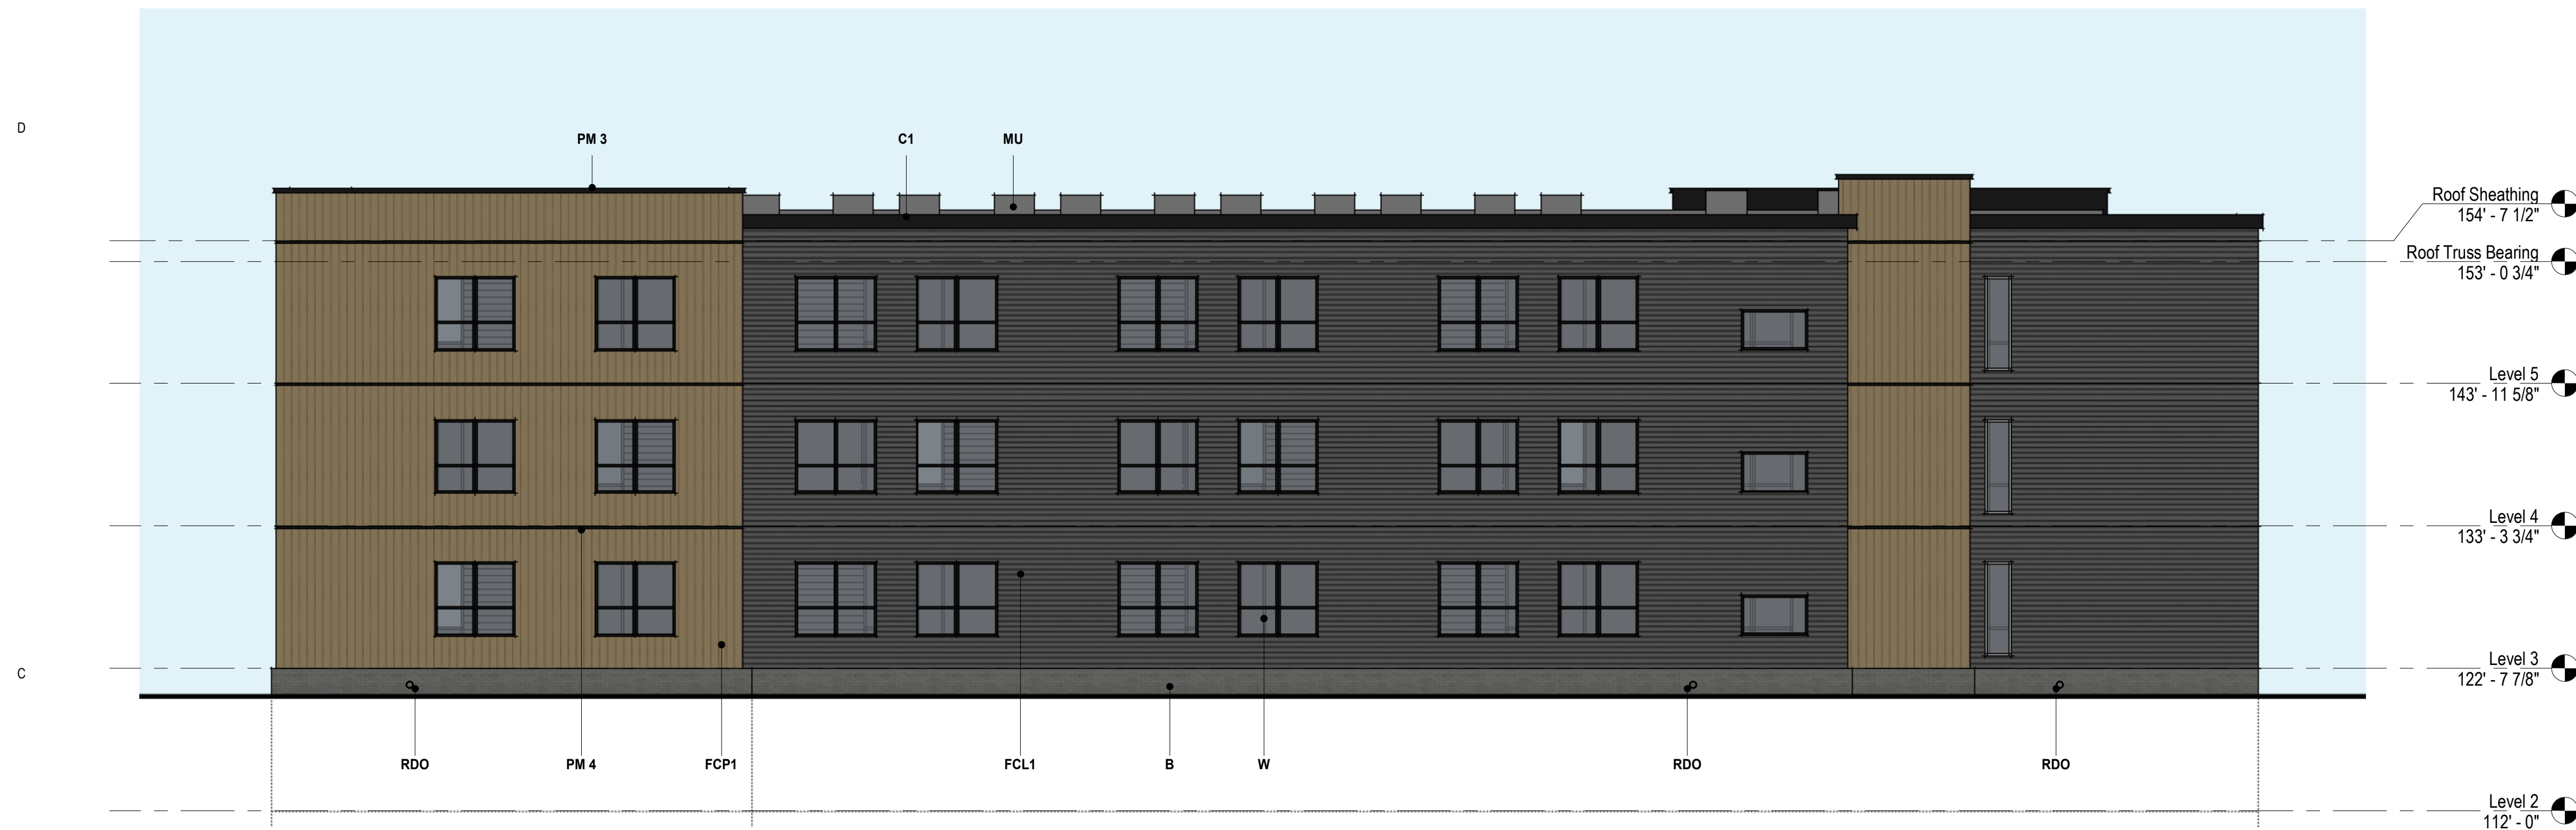 D
PM 3
C1
MU
Roof Sheathing
154' - 7 1/2"
Roof Truss Bearing
153' - 0 3/4"
Level 5
143' - 11 5/8"
Level 4
133' - 3 3/4"
C
Level 3
122' - 7 7/8"
RDO
PM 4
FCP1
FCL1
B
W
RDO
RDO
Level 2
112' - 0"